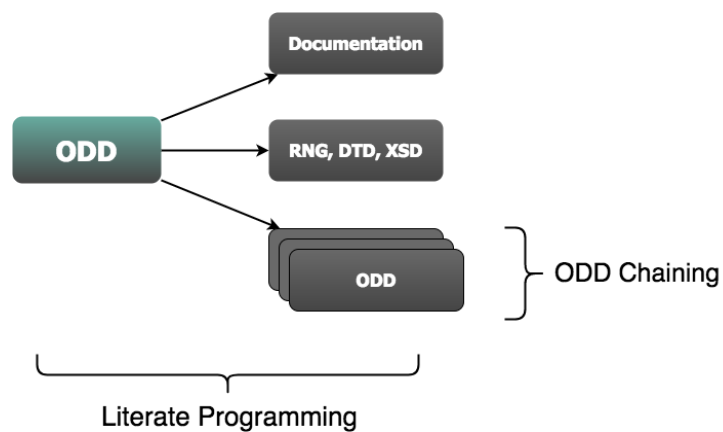 Documentation
ODD
RNG, DTD, XSD
ODD
ODD Chaining
Literate Programming